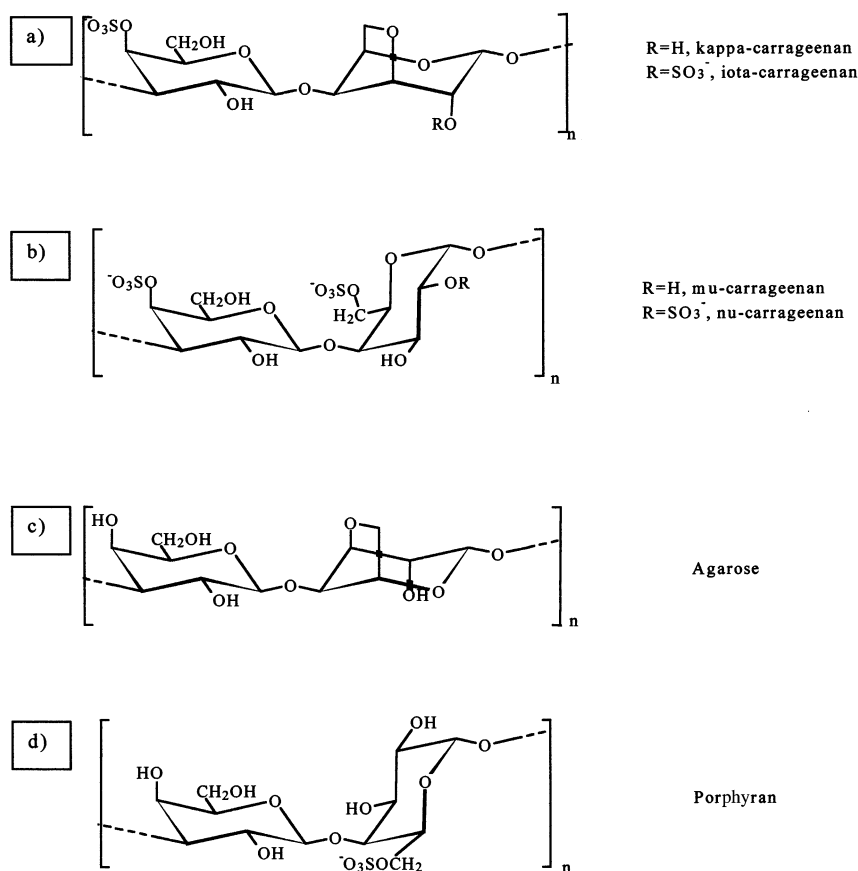 a)
⁻O₃SO
CH₂OH
O
O
O
O
O
OH
RO
n
R=H, kappa-carrageenan
R=SO₃⁻, iota-carrageenan
b)
⁻O₃SO
CH₂OH
O
⁻O₃SO
H₂C
O
O
OR
OH
O
HO
n
R=H, mu-carrageenan
R=SO₃⁻, nu-carrageenan
c)
HO
CH₂OH
O
O
O
OH
O
OH
O
n
Agarose
d)
OH
O
HO
CH₂OH
O
O
HO
OH
O
⁻O₃SOCH₂
n
Porphyran